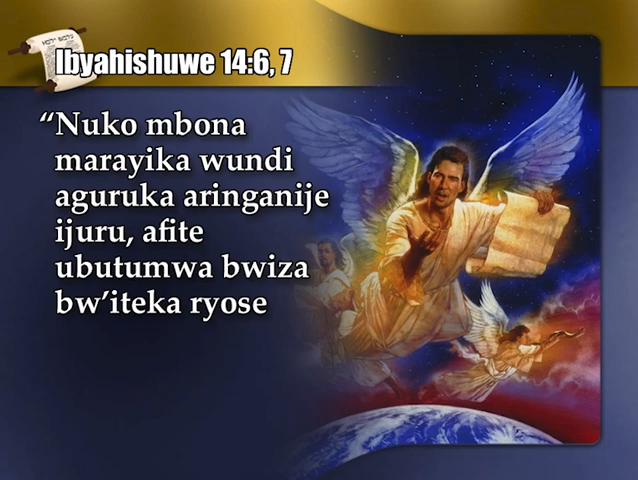 Ibyahishuwe 14:6, 7
“Nuko mbona
marayika wundi
aguruka aringanije
ijuru, afite
ubutumwa bwiza
bw’iteka ryose